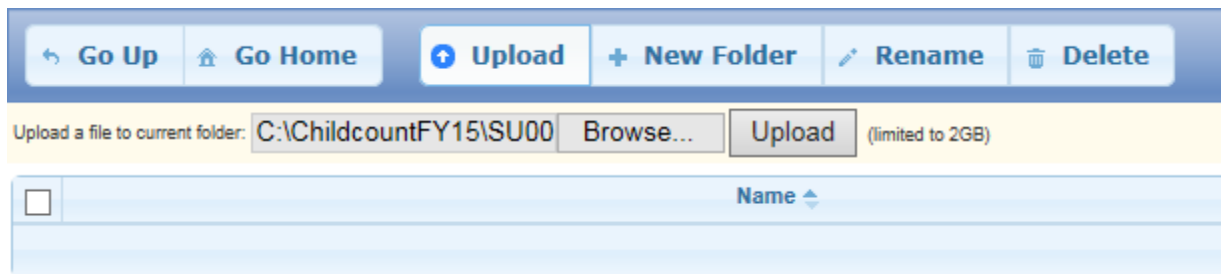 Go Up Go Home Upload New Folder Rename Delete
Upload a file to current folder: C:\ChildcountFY15\SU00 Browse... Upload (limited to 2GB)
Name